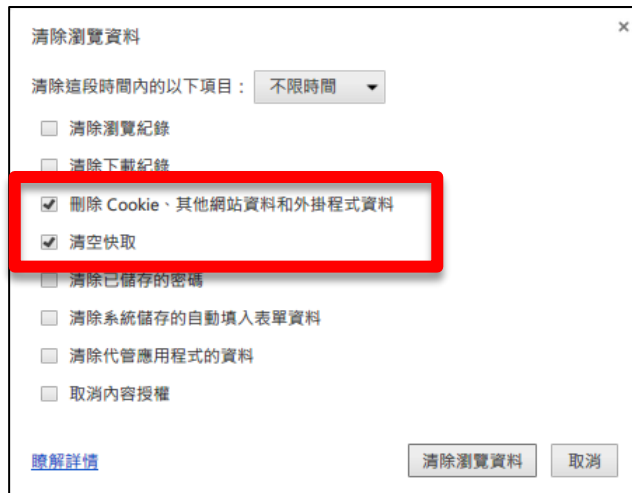 清除瀏覽資料
×
清除這段時間內的以下項目： 不限時間
清除瀏覽紀錄
清除下載紀錄
刪除 Cookie、其他網站資料和外掛程式資料
清空快取
清除已儲存的密碼
清除系統儲存的自動填入表單資料
清除代管應用程式的資料
取消內容授權
瞭解詳情 清除瀏覽資料 取消